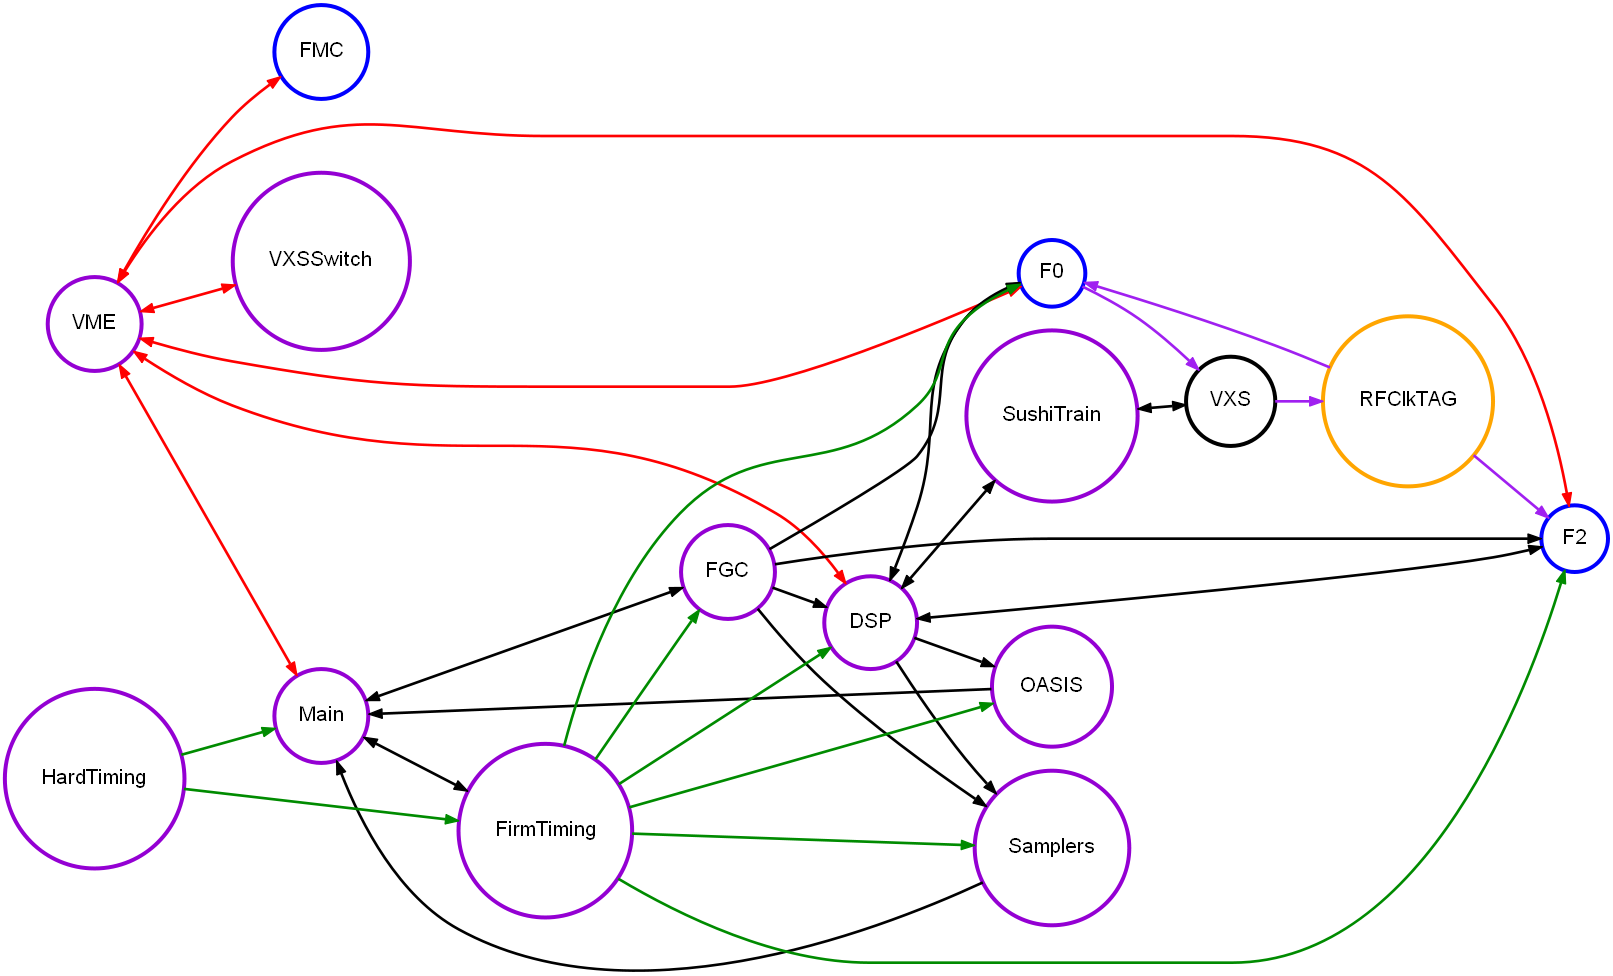 FMC
VXSSwitch
VME
F0
SushiTrain
VXS
RFClkTAG
F2
FGC
DSP
OASIS
Main
HardTiming
FirmTiming
Samplers